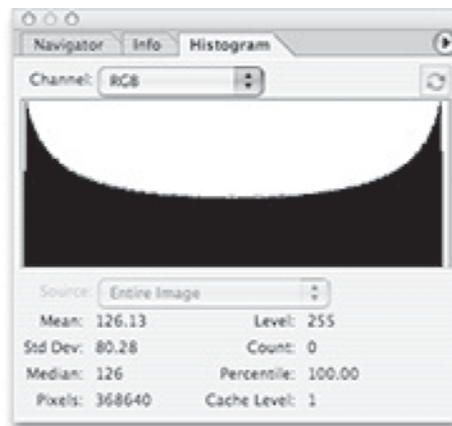 Navigator Info Histogram
Channel: RGB
Source: Entire Image
Mean: 126.13 Level: 255
Std Dev: 80.28 Count: 0
Median: 126 Percentile: 100.00
Pixels: 368640 Cache Level: 1